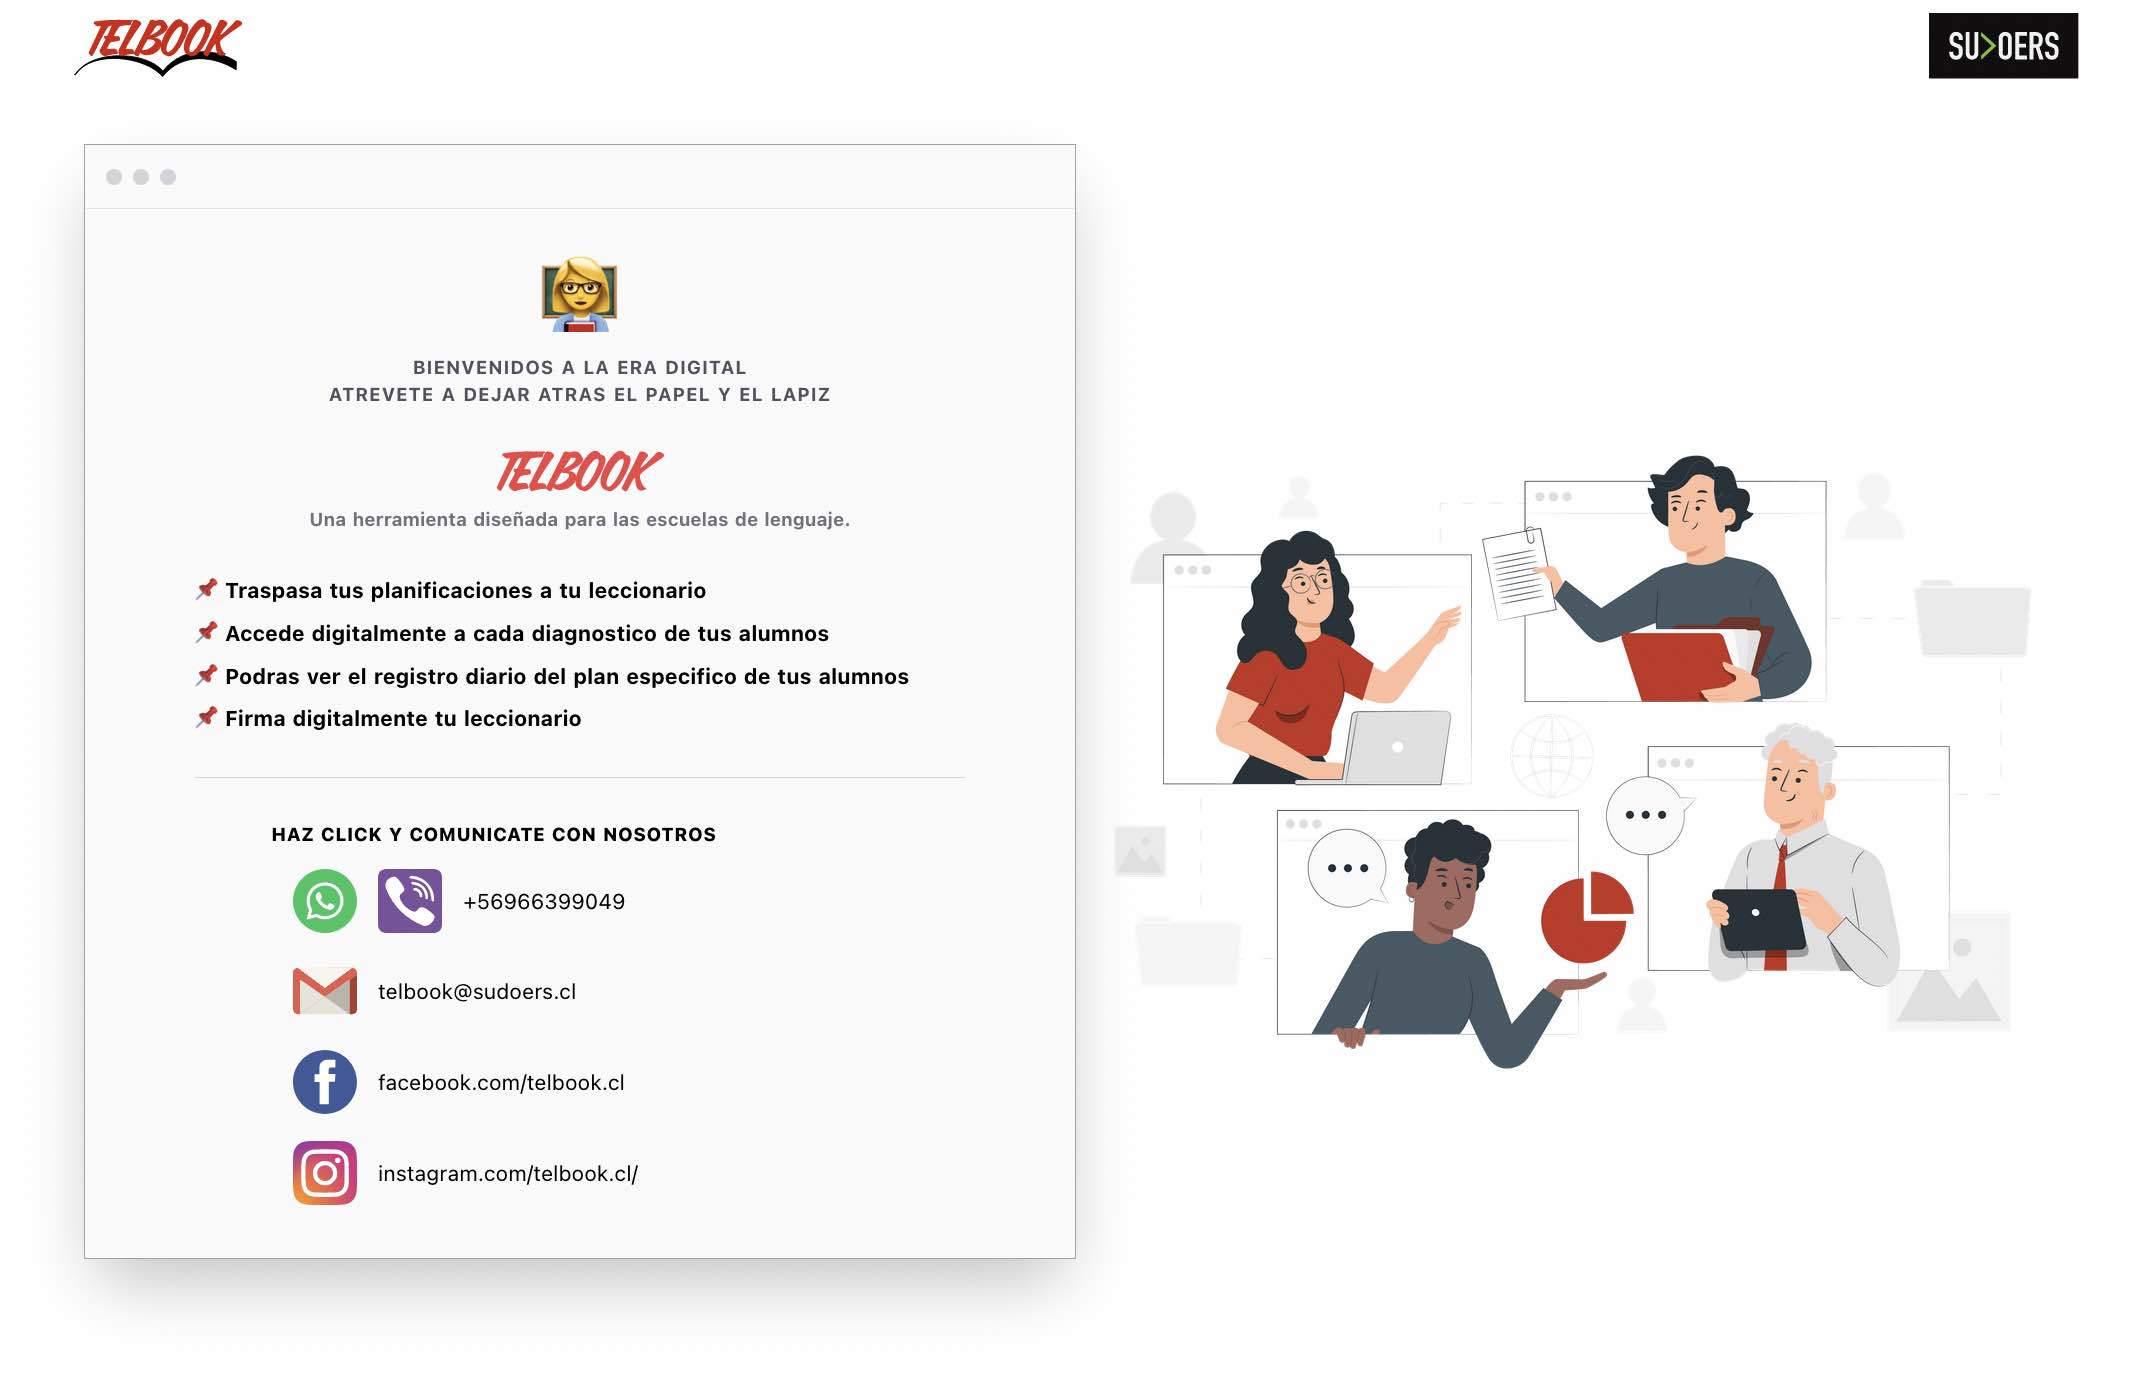 TELBOOK
SU>OERS
BIENVENIDOS A LA ERA DIGITAL
ATREVETE A DEJAR ATRAS EL PAPEL Y EL LAPIZ
TELBOOK
Una herramienta diseñada para las escuelas de lenguaje.
Traspasa tus planificaciones a tu leccionario
Accede digitalmente a cada diagnostico de tus alumnos
Podras ver el registro diario del plan especifico de tus alumnos
Firma digitalmente tu leccionario
HAZ CLICK Y COMUNICATE CON NOSOTROS
+56966399049
telbook@sudoers.cl
facebook.com/telbook.cl
instagram.com/telbook.cl/